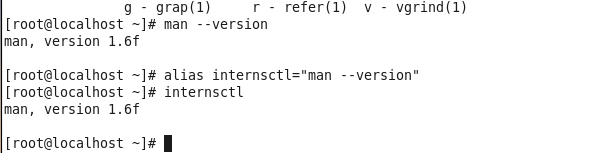 g - grap(1)     r - refer(1)  v - vgrind(1)
[root@localhost ~]# man --version
man, version 1.6f

[root@localhost ~]# alias internsctl="man --version"
[root@localhost ~]# internsctl
man, version 1.6f

[root@localhost ~]#